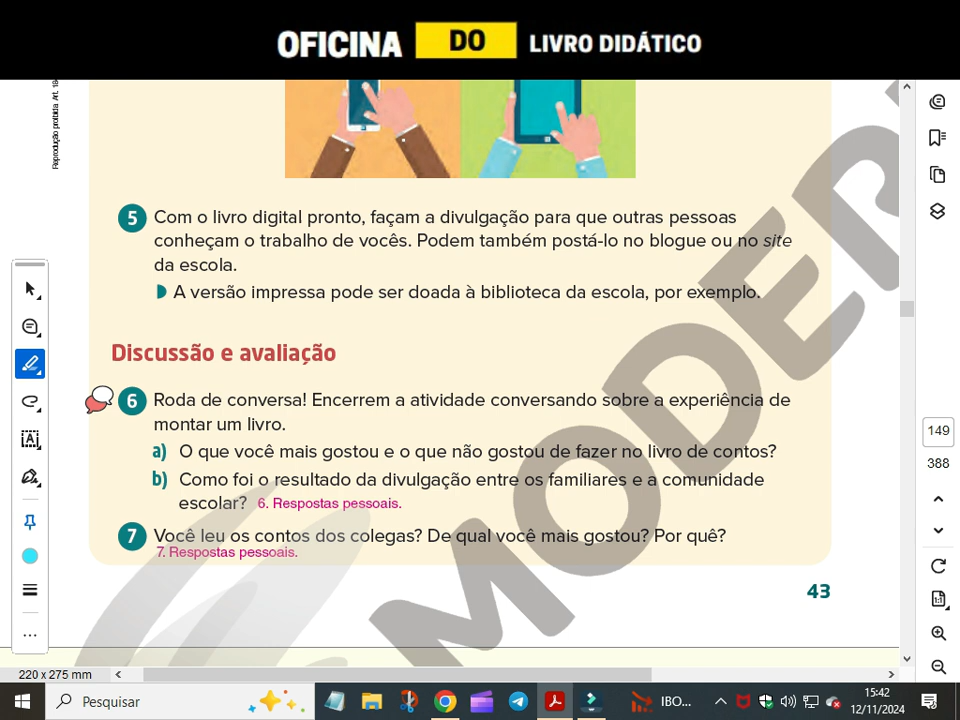 OFICINA DO LIVRO DIDÁTICO
Reprodução proibida. Art. 184
5 Com o livro digital pronto, façam a divulgação para que outras pessoas
conheçam o trabalho de vocês. Podem também postá-lo no blogue ou no site
da escola.
A versão impressa pode ser doada à biblioteca da escola, por exemplo.
Discussão e avaliação
6 Roda de conversa! Encerrem a atividade conversando sobre a experiência de
montar um livro.
a) O que você mais gostou e o que não gostou de fazer no livro de contos?
b) Como foi o resultado da divulgação entre os familiares e a comunidade
escolar? 6. Respostas pessoais.
7 Você leu os contos dos colegas? De qual você mais gostou? Por quê?
7. Respostas pessoais.
43
MODER
149
388
220 x 275 mm
Pesquisar
IBO...
15:42
12/11/2024